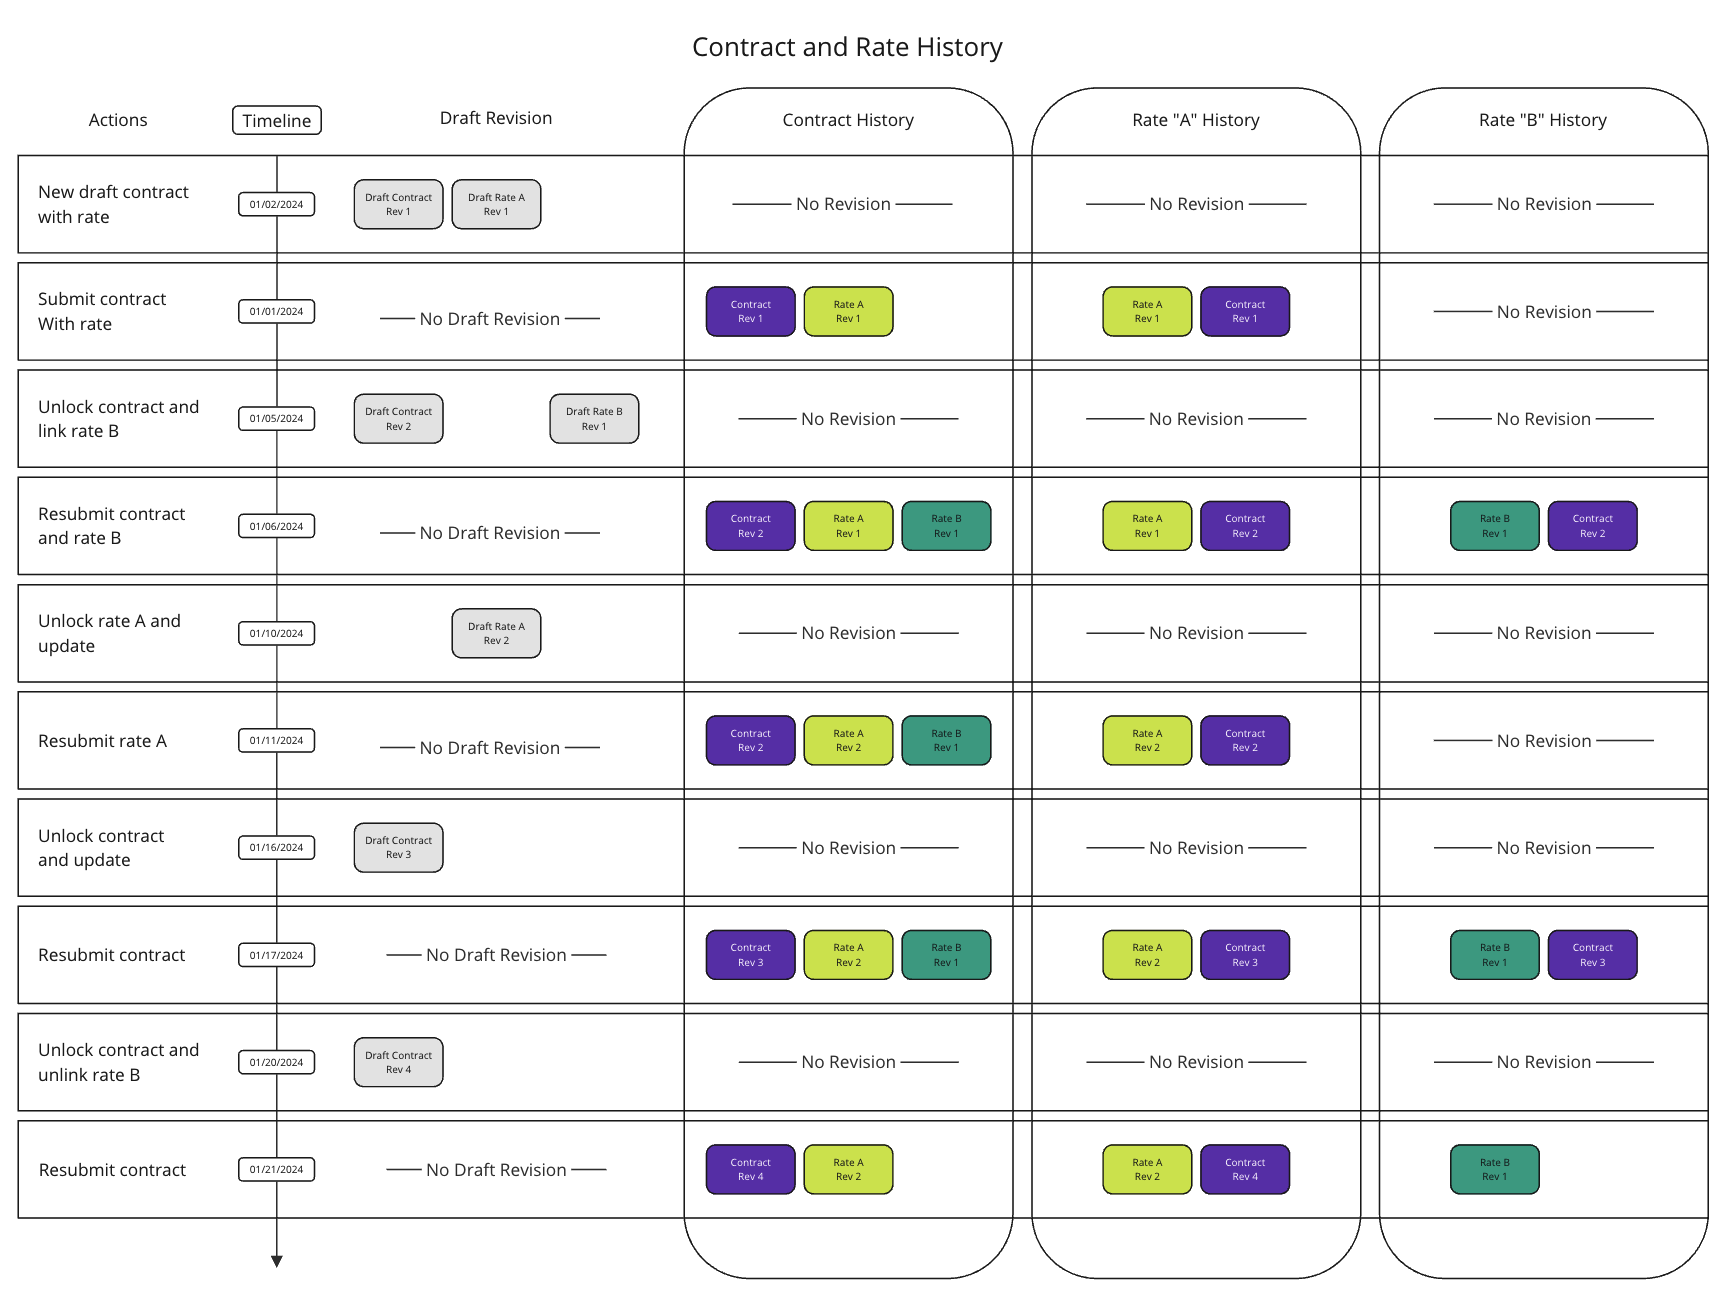 Contract and Rate History
Actions
Timeline
Draft Revision
Contract History
Rate "A" History
Rate "B" History
New draft contract
with rate
01/02/2024
Draft Contract
Rev 1
Draft Rate A
Rev 1
No Revision
No Revision
No Revision
Submit contract
With rate
01/01/2024
No Draft Revision
Contract
Rev 1
Rate A
Rev 1
Rate A
Rev 1
Contract
Rev 1
No Revision
Unlock contract and
link rate B
01/05/2024
Draft Contract
Rev 2
Draft Rate B
Rev 1
No Revision
No Revision
No Revision
Resubmit contract
and rate B
01/06/2024
No Draft Revision
Contract
Rev 2
Rate A
Rev 1
Rate B
Rev 1
Rate A
Rev 1
Contract
Rev 2
Rate B
Rev 1
Contract
Rev 2
Unlock rate A and
update
01/10/2024
Draft Rate A
Rev 2
No Revision
No Revision
No Revision
Resubmit rate A
01/11/2024
No Draft Revision
Contract
Rev 2
Rate A
Rev 2
Rate B
Rev 1
Rate A
Rev 2
Contract
Rev 2
No Revision
Unlock contract
and update
01/16/2024
Draft Contract
Rev 3
No Revision
No Revision
No Revision
Resubmit contract
01/17/2024
No Draft Revision
Contract
Rev 3
Rate A
Rev 2
Rate B
Rev 1
Rate A
Rev 2
Contract
Rev 3
Rate B
Rev 1
Contract
Rev 3
Unlock contract and
unlink rate B
01/20/2024
Draft Contract
Rev 4
No Revision
No Revision
No Revision
Resubmit contract
01/21/2024
No Draft Revision
Contract
Rev 4
Rate A
Rev 2
Rate A
Rev 2
Contract
Rev 4
Rate B
Rev 1